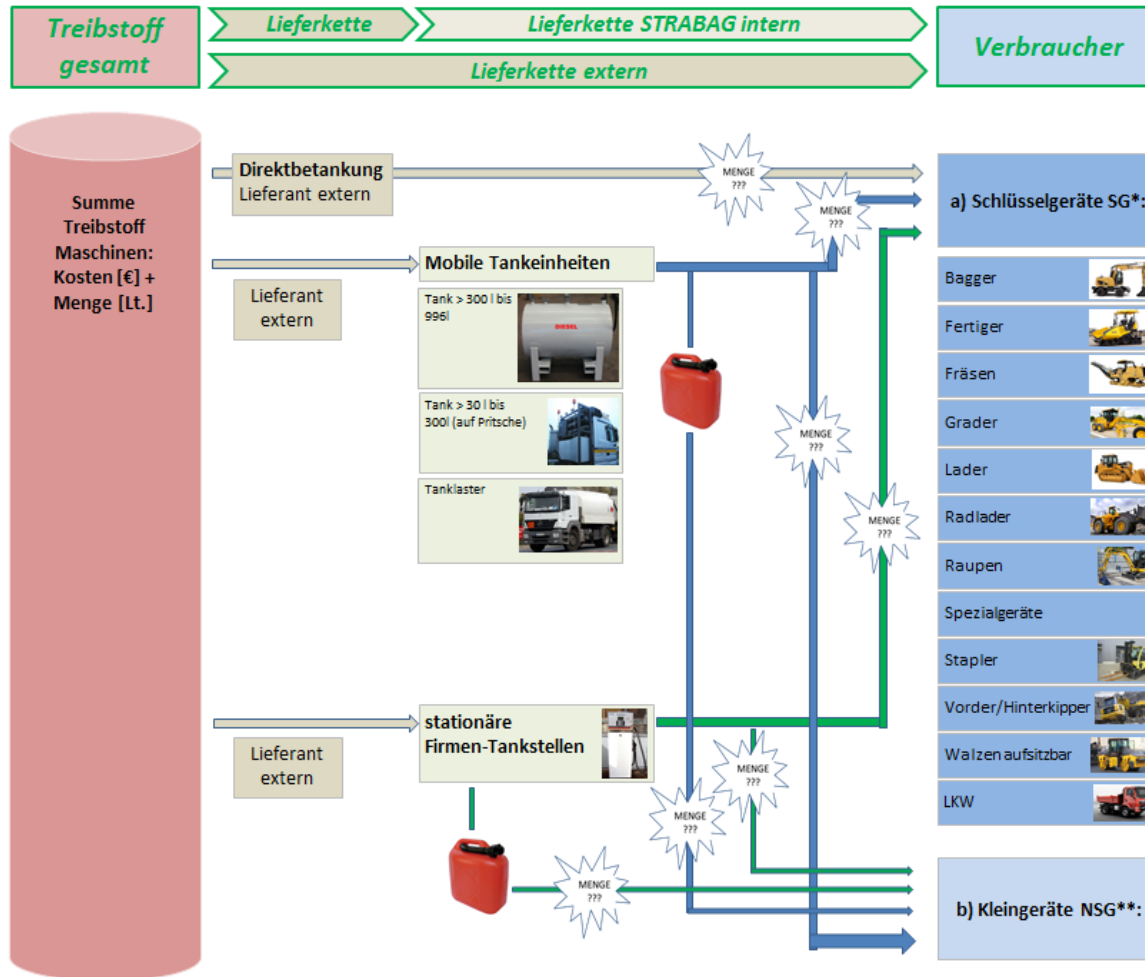 Treibstoff
gesamt
Lieferkette
Lieferkette STRABAG intern
Lieferkette extern
Verbraucher
Summe
Treibstoff
Maschinen:
Kosten [€] +
Menge [Lt.]
Direktbetankung
Lieferant extern
MENGE
???
MENGE
???
a) Schlüsselgeräte SG*:
Lieferant
extern
Mobile Tankeinheiten
Tank > 300 l bis
996l
DIESEL
Tank > 30 l bis
300l (auf Pritsche)
Tanklaster
MENGE
???
MENGE
???
Bagger
Fertiger
Fräsen
Grader
Lader
Radlader
Raupen
Spezialgeräte
Stapler
Vorder/Hinterkipper
Walzen aufsitzbar
LKW
Lieferant
extern
stationäre
Firmen-Tankstellen
MENGE
???
MENGE
???
MENGE
???
b) Kleingeräte NSG**: